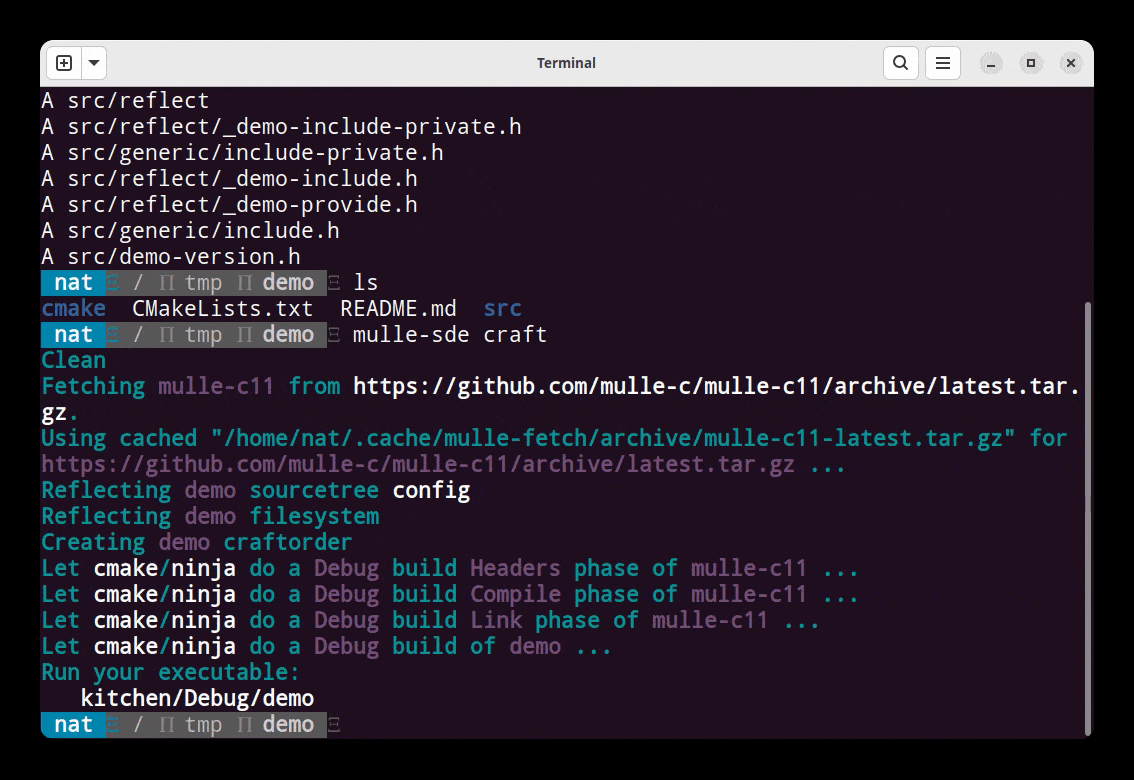 Terminal
A src/reflect
A src/reflect/_demo-include-private.h
A src/generic/include-private.h
A src/reflect/_demo-include.h
A src/reflect/_demo-provide.h
A src/generic/include.h
A src/demo-version.h
nat Ξ / Π tmp Π demo Ξ ls
cmake  CMakeLists.txt  README.md  src
nat Ξ / Π tmp Π demo Ξ mulle-sde craft
Clean
Fetching mulle-c11 from https://github.com/mulle-c/mulle-c11/archive/latest.tar.
gz.
Using cached "/home/nat/.cache/mulle-fetch/archive/mulle-c11-latest.tar.gz" for
https://github.com/mulle-c/mulle-c11/archive/latest.tar.gz ...
Reflecting demo sourcetree config
Reflecting demo filesystem
Creating demo craftorder
Let cmake/ninja do a Debug build Headers phase of mulle-c11 ...
Let cmake/ninja do a Debug build Compile phase of mulle-c11 ...
Let cmake/ninja do a Debug build Link phase of mulle-c11 ...
Let cmake/ninja do a Debug build of demo ...
Run your executable:
   kitchen/Debug/demo
nat Ξ / Π tmp Π demo Ξ